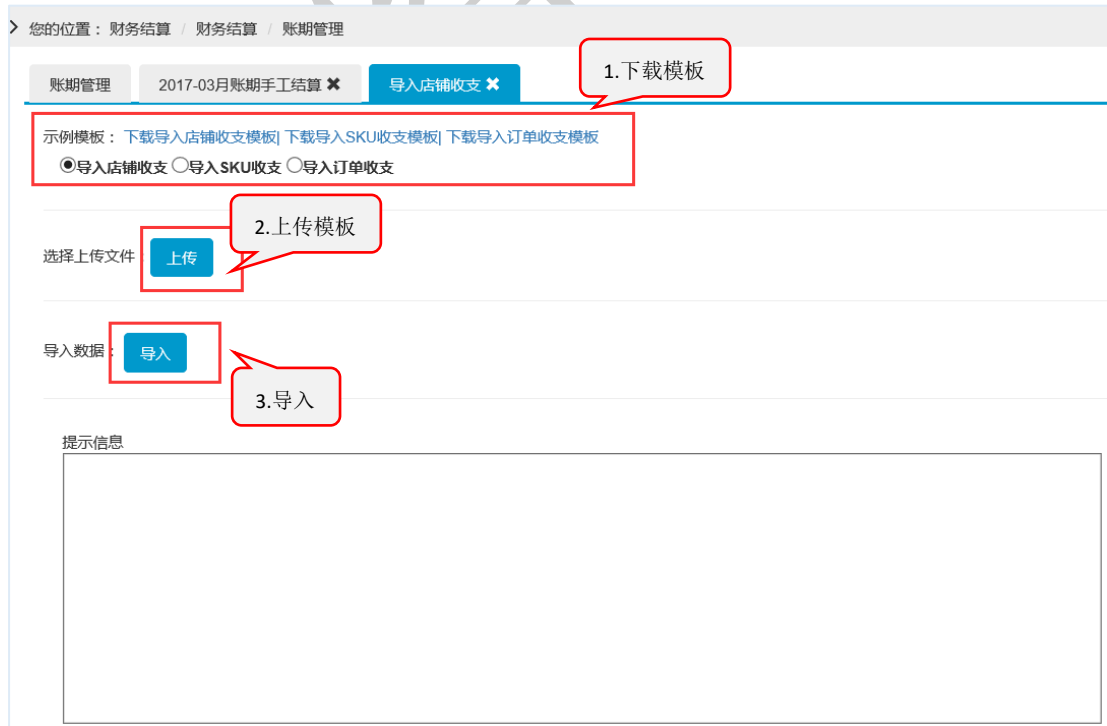 您的位置： 财务结算 / 财务结算 / 账期管理
账期管理 2017-03月账期手工结算 ✖ 导入店铺收支 ✖
1.下载模板
示例模板： 下载导入店铺收支模板| 下载导入SKU收支模板| 下载导入订单收支模板
导入店铺收支 导入SKU收支 导入订单收支
2.上传模板
选择上传文件 上传
导入数据： 导入
3.导入
提示信息